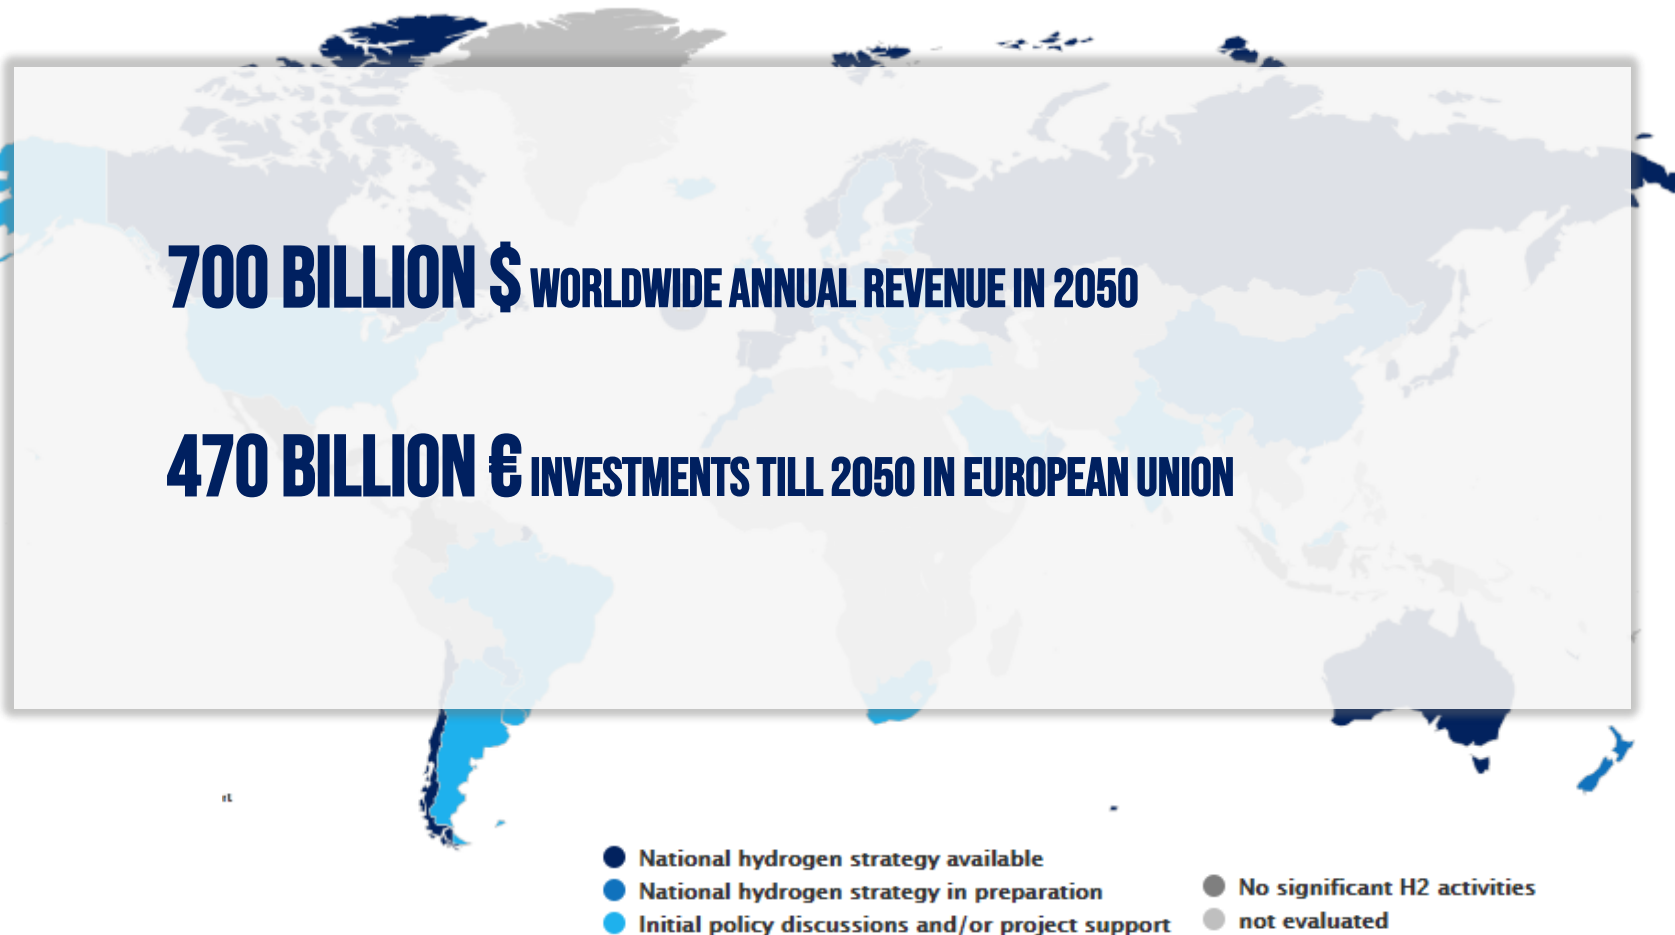 700 BILLION $ WORLDWIDE ANNUAL REVENUE IN 2050
470 BILLION € INVESTMENTS TILL 2050 IN EUROPEAN UNION
National hydrogen strategy available
National hydrogen strategy in preparation
Initial policy discussions and/or project support
No significant H2 activities
not evaluated